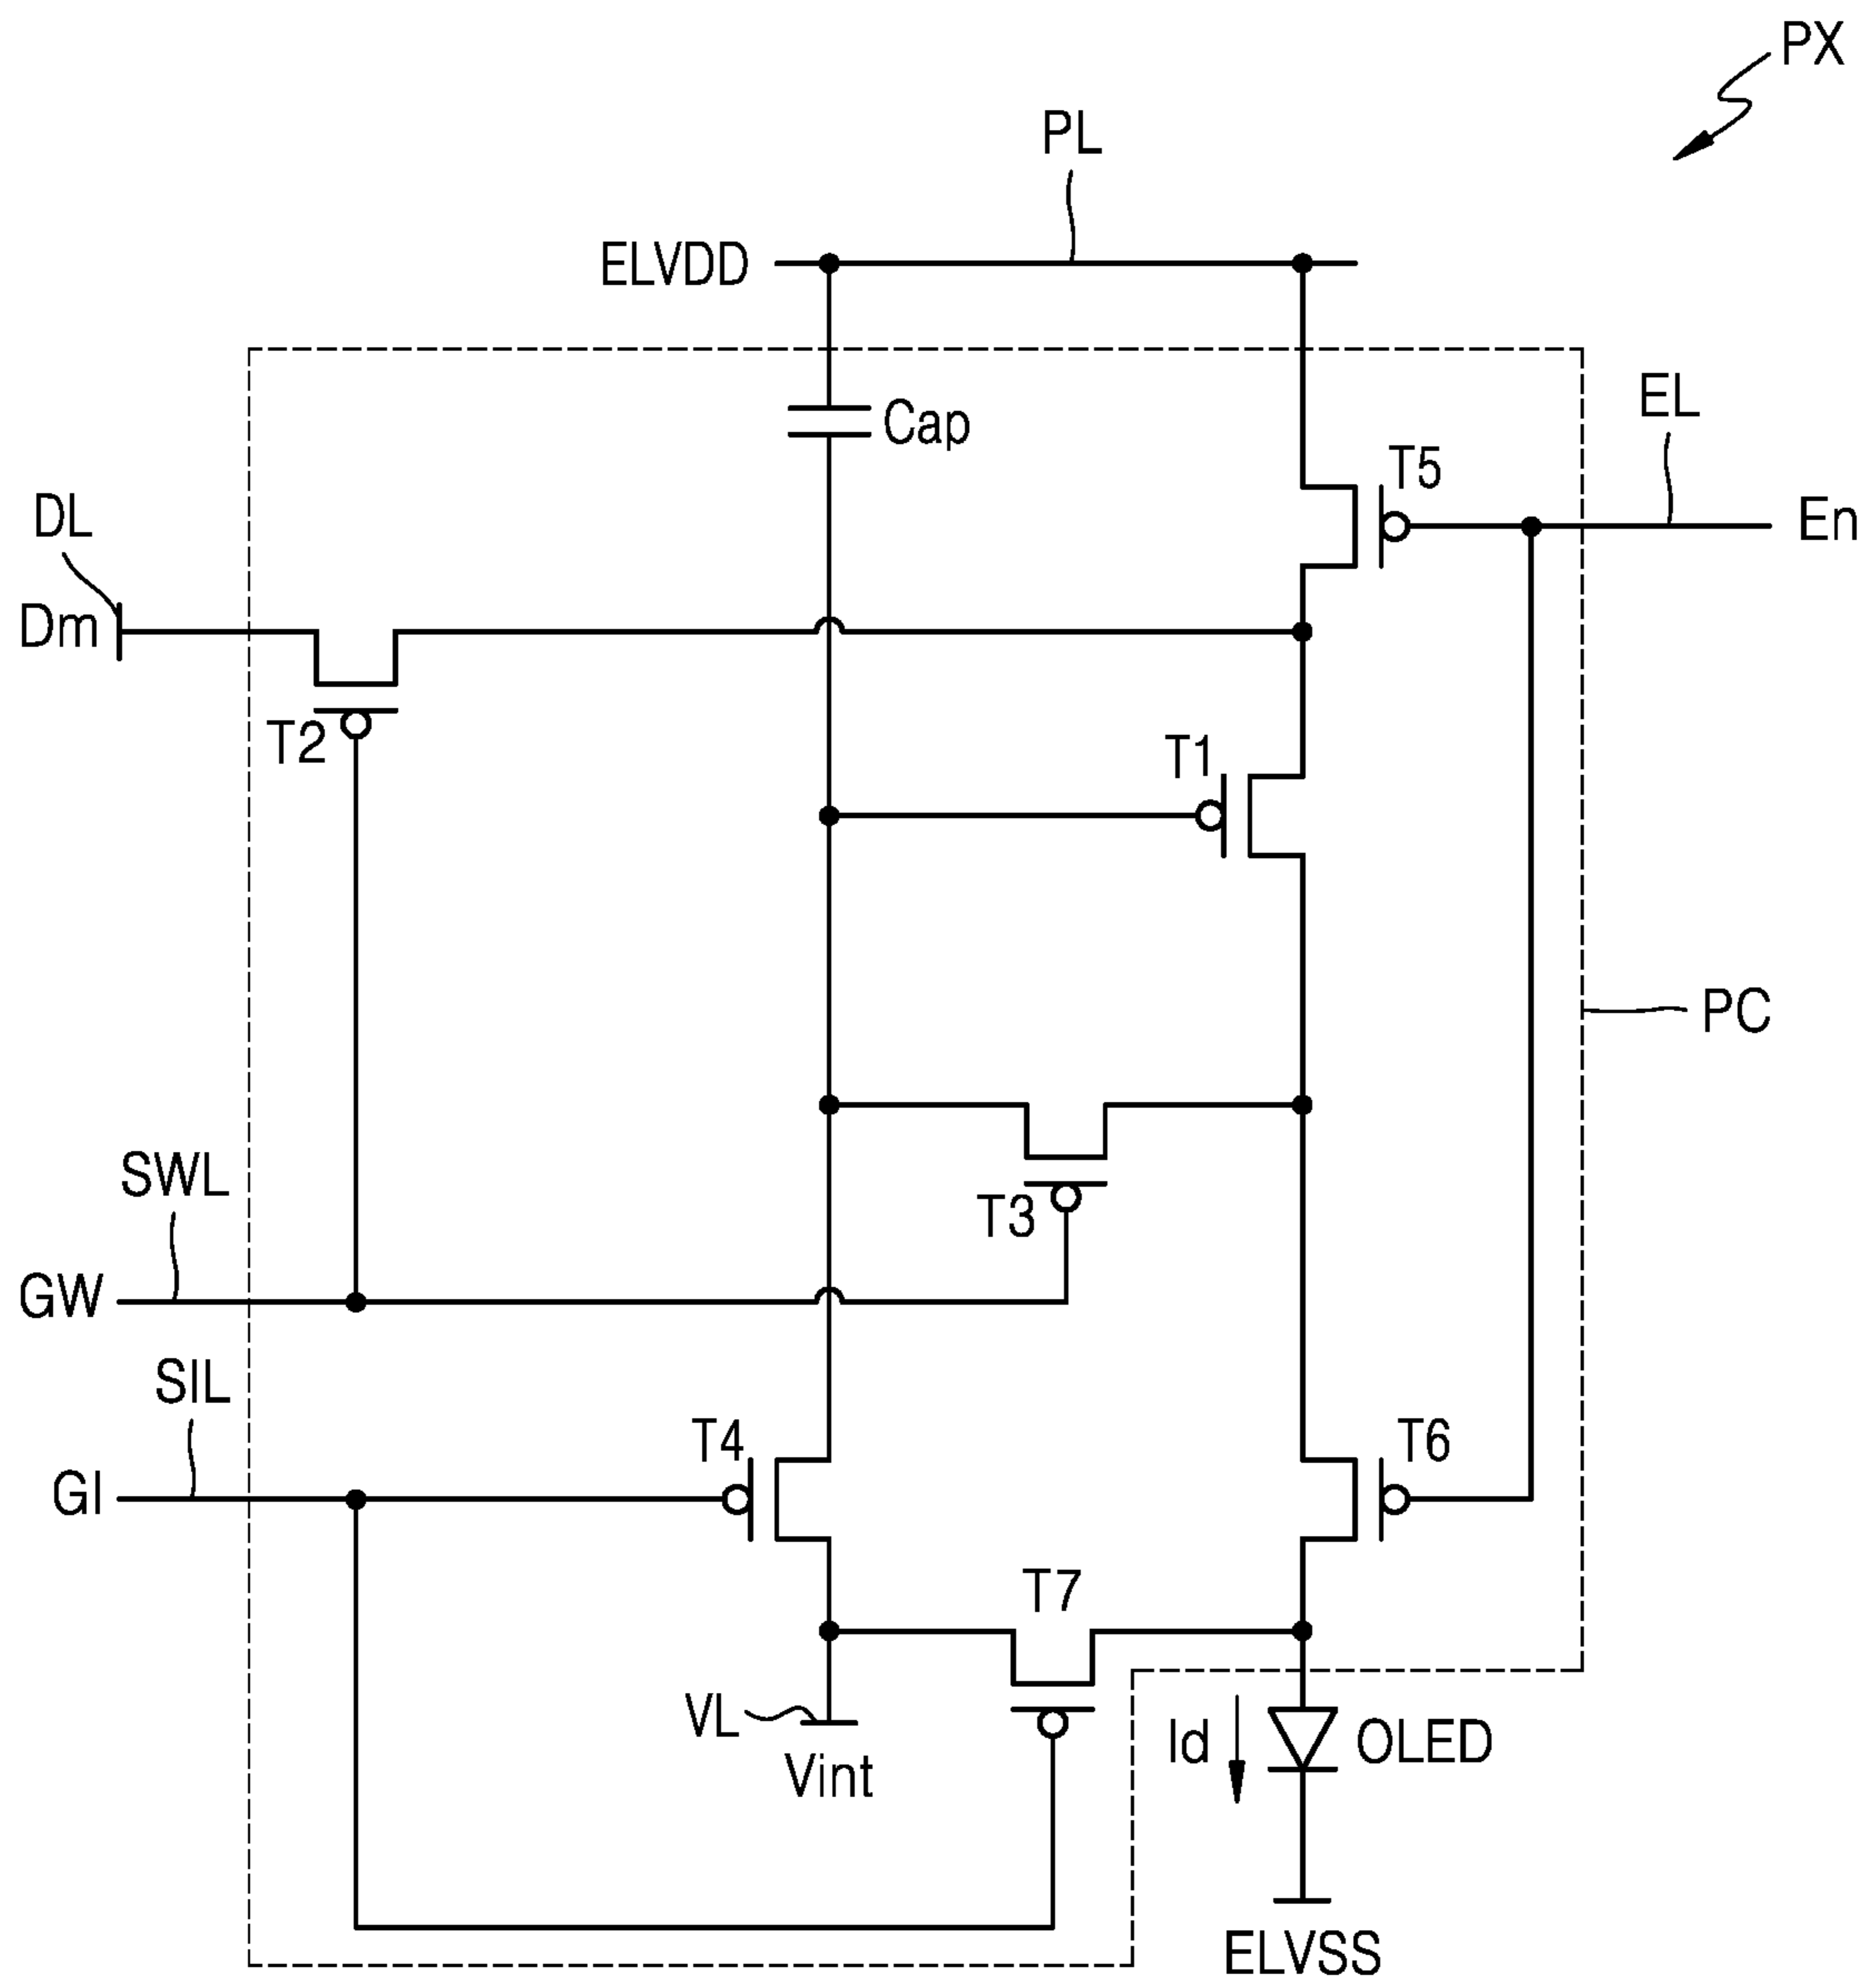 PX
PL
ELVDD
Cap
EL
T5
DL
En
Dm
T2
T1
PC
SWL
T3
GW
SIL
T4
T6
GI
T7
VL
Id
OLED
Vint
ELVSS